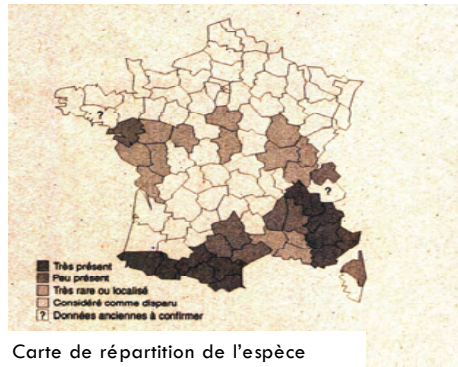 ?
?
Très présent
Peu présent
Très rare ou localisé
Considéré comme disparu
? Données anciennes à confirmer
Carte de répartition de l'espèce